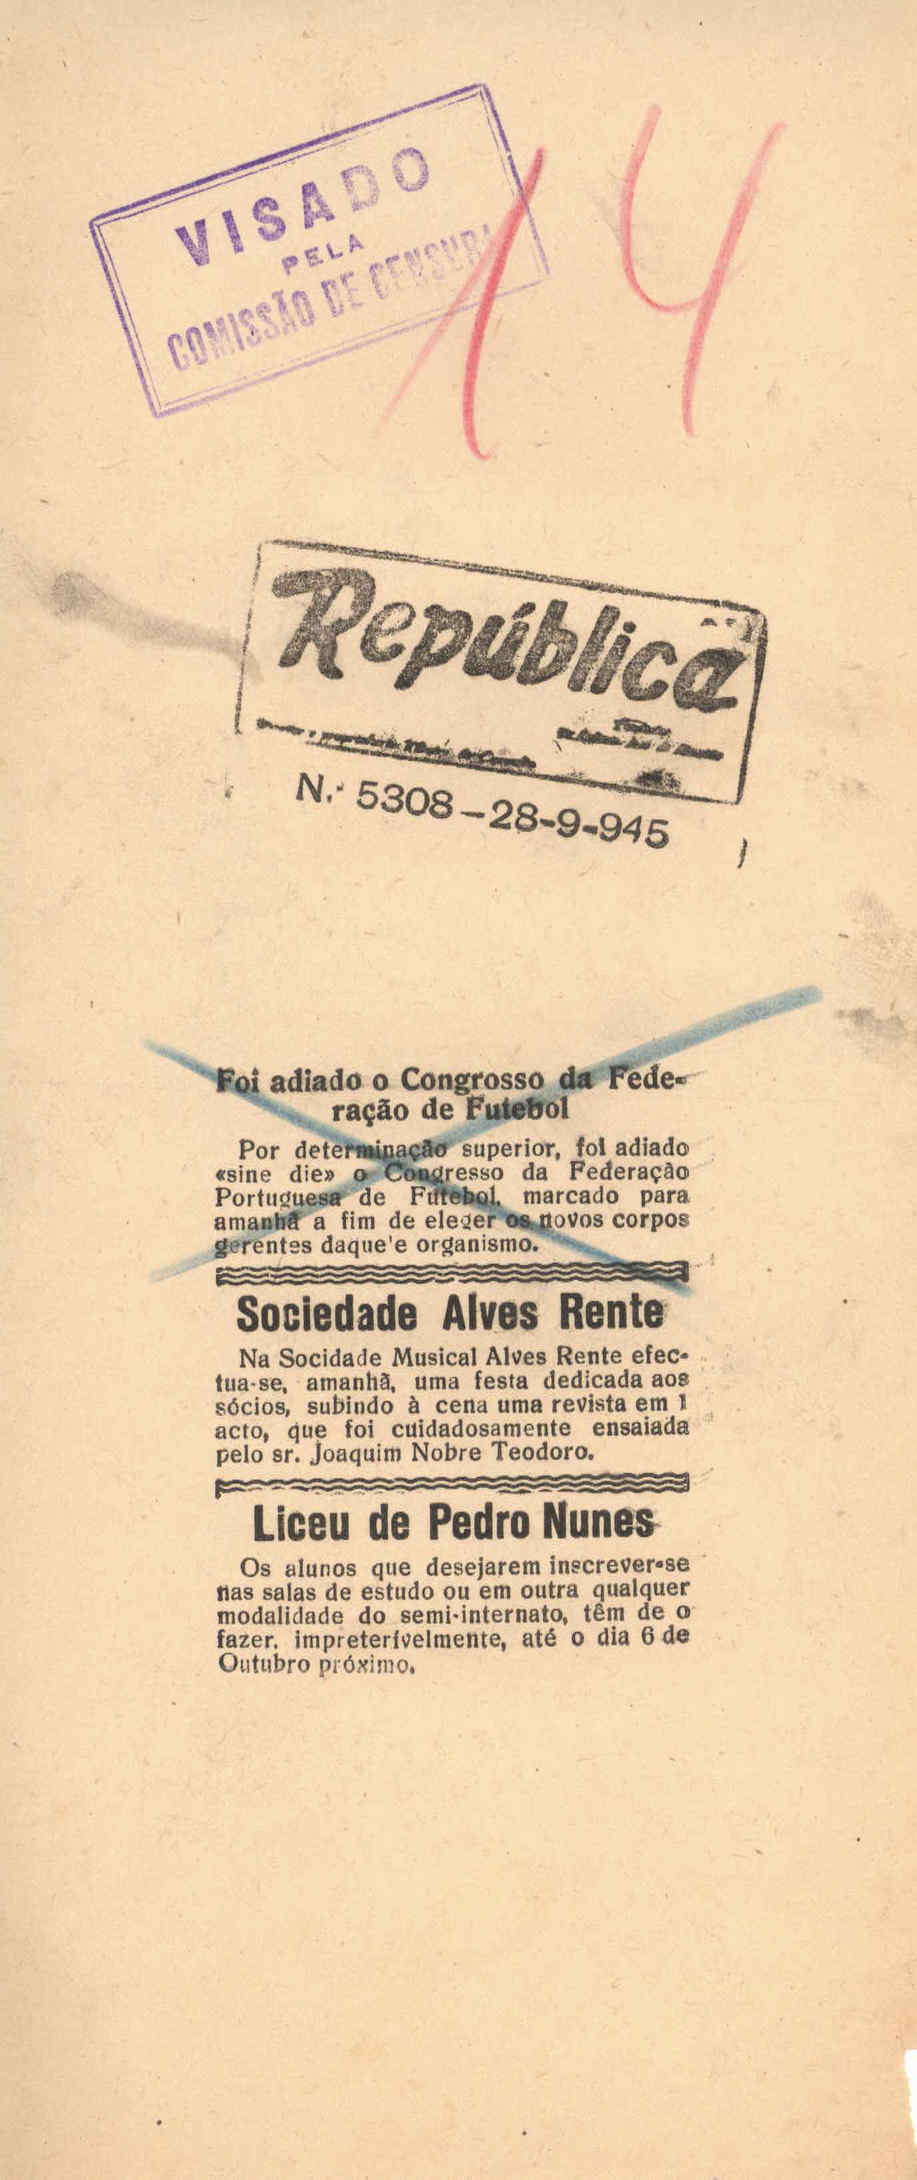 VISADO
PELA
COMISSÃO DE CENSURA
14
República
N.º 5308-28-9-945
Foi adiado o Congrosso da Fede-
ração de Futebol
Por determinação superior, foi adiado
«sine die» o Congresso da Federação
Portuguesa de Futebol, marcado para
amanhã a fim de eleger os novos corpos
gerentes daque'e organismo.
Sociedade Alves Rente
Na Socidade Musical Alves Rente efec-
tua-se, amanhã, uma festa dedicada aos
sócios, subindo à cena uma revista em 1
acto, que foi cuidadosamente ensaiada
pelo sr. Joaquim Nobre Teodoro.
Liceu de Pedro Nunes
Os alunos que desejarem inscrever-se
nas salas de estudo ou em outra qualquer
modalidade do semi-internato, têm de o
fazer, impreterívelmente, até o dia 6 de
Outubro próximo.